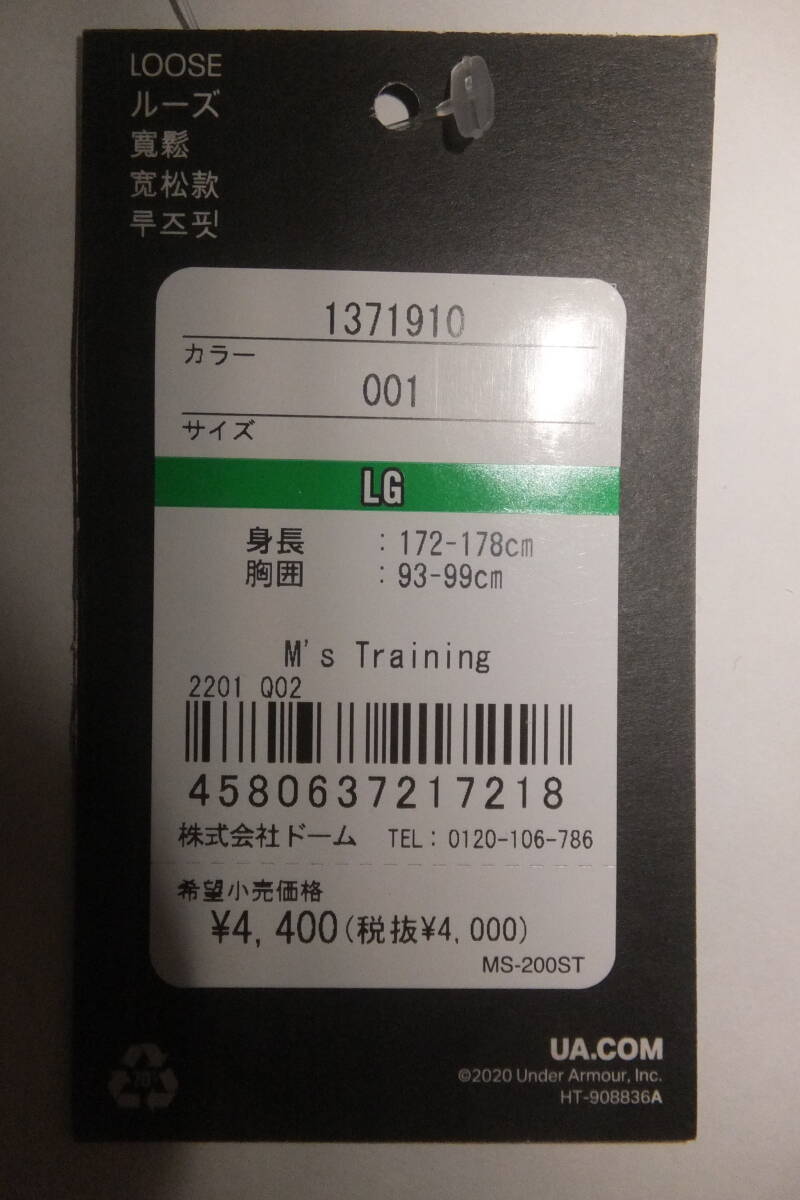 LOOSE
ルーズ
寬鬆
宽松款
루즈핏
1371910
カラー
001
サイズ
LG
身長 : 172-178cm
胸囲 : 93-99cm
M's Training
2201 Q02
4580637217218
株式会社ドーム TEL: 0120-106-786
希望小売価格
¥4,400(税抜¥4,000)
MS-200ST
UA.COM
©2020 Under Armour, Inc.
HT-908836A